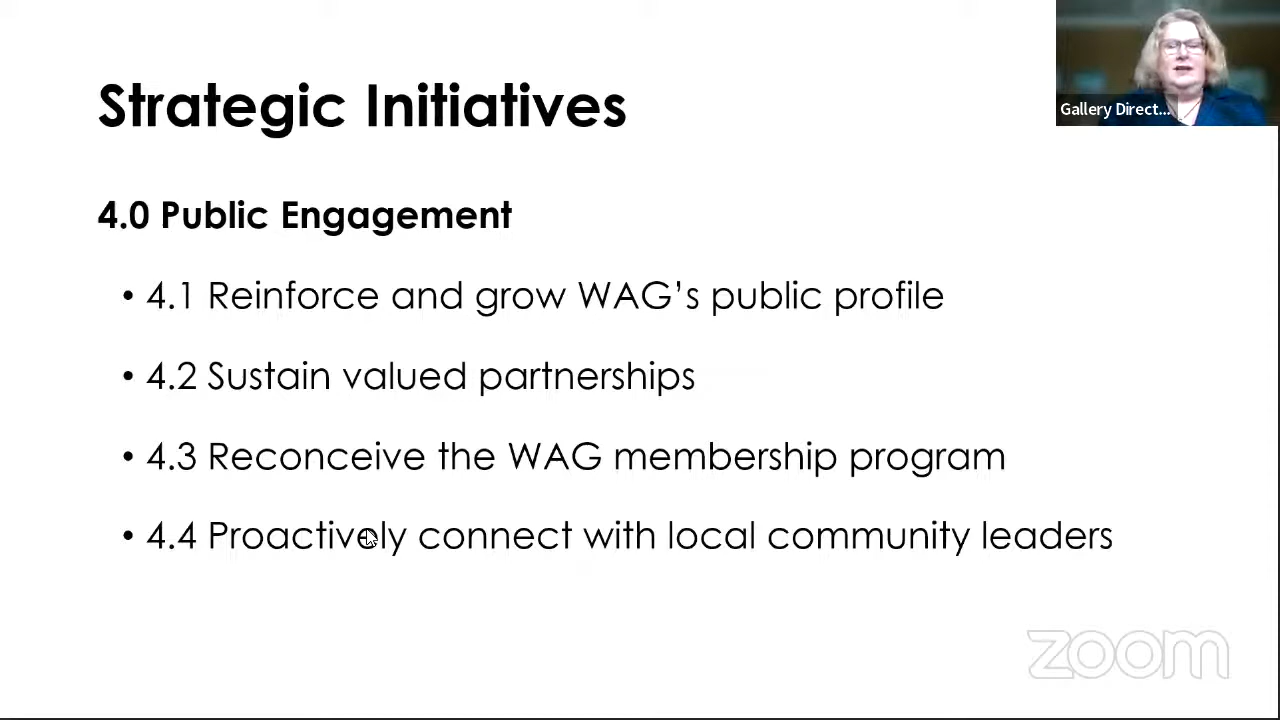 Strategic Initiatives
Gallery Direct...
4.0 Public Engagement
• 4.1 Reinforce and grow WAG’s public profile
• 4.2 Sustain valued partnerships
• 4.3 Reconceive the WAG membership program
• 4.4 Proactively connect with local community leaders
zoom